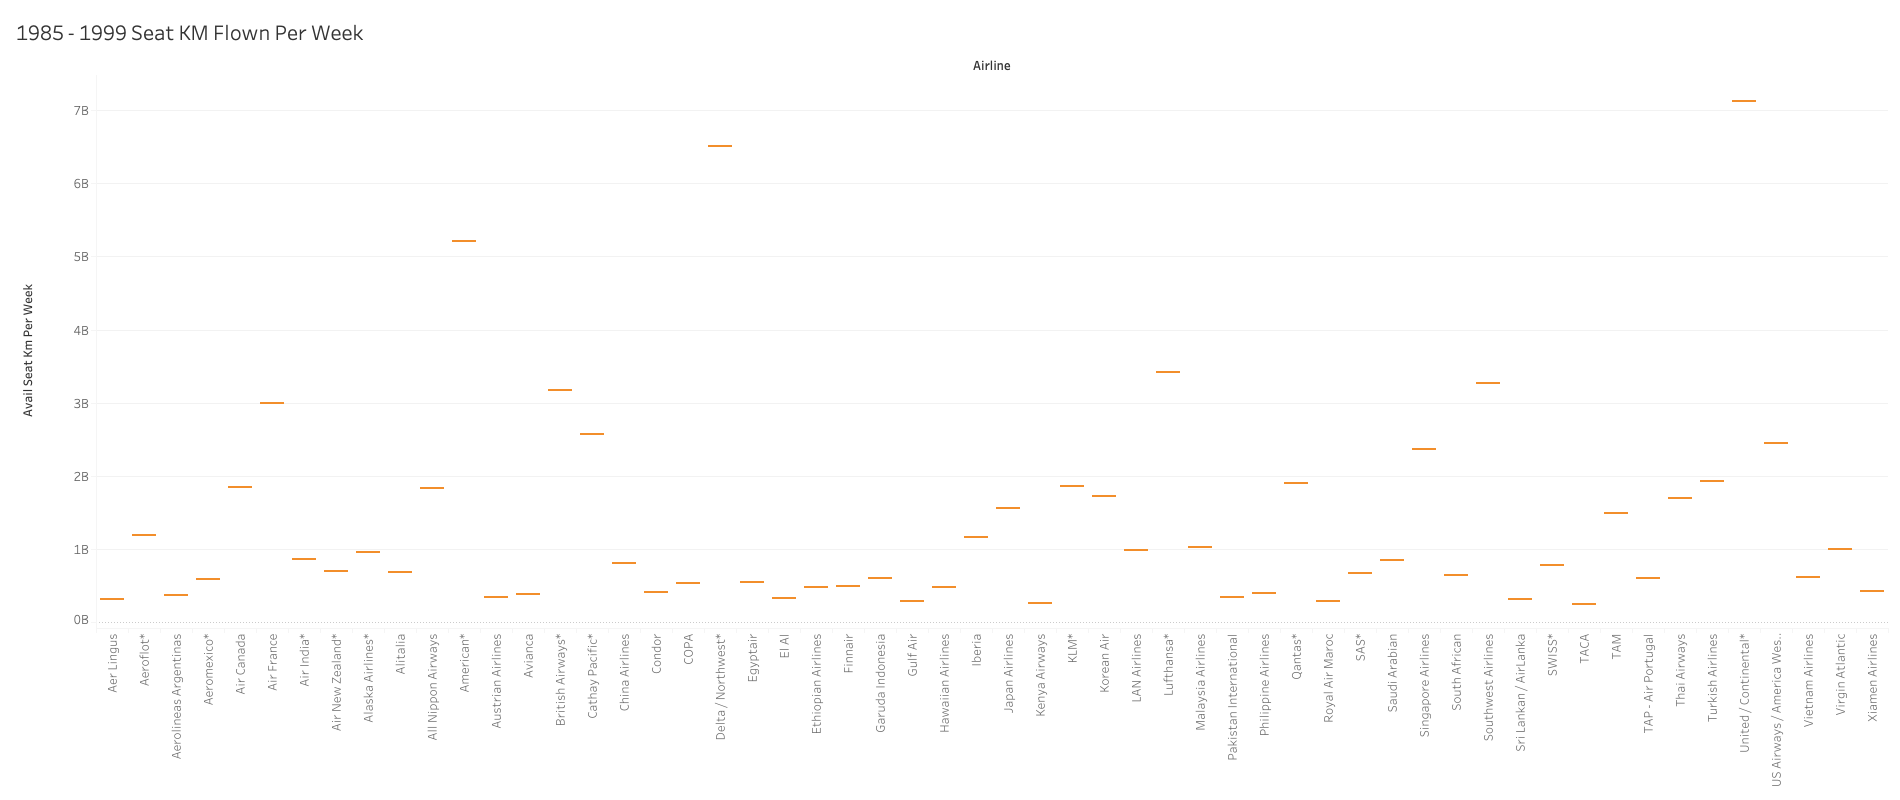 1985 - 1999 Seat KM Flown Per Week
Airline
Avail Seat Km Per Week
7B
6B
5B
4B
3B
2B
1B
0B
Aer Lingus
Aeroflot*
Aerolineas Argentinas
Aeromexico*
Air Canada
Air France
Air India*
Air New Zealand*
Alaska Airlines*
Alitalia
All Nippon Airways
American*
Austrian Airlines
Avianca
British Airways*
Cathay Pacific*
China Airlines
Condor
COPA
Delta / Northwest*
Egyptair
El Al
Ethiopian Airlines
Finnair
Garuda Indonesia
Gulf Air
Hawaiian Airlines
Iberia
Japan Airlines
Kenya Airways
KLM*
Korean Air
LAN Airlines
Lufthansa*
Malaysia Airlines
Pakistan International
Philippine Airlines
Qantas*
Royal Air Maroc
SAS*
Saudi Arabian
Singapore Airlines
South African
Southwest Airlines
Sri Lankan / AirLanka
SWISS*
TACA
TAM
TAP - Air Portugal
Thai Airways
Turkish Airlines
United / Continental*
US Airways / America Wes..
Vietnam Airlines
Virgin Atlantic
Xiamen Airlines